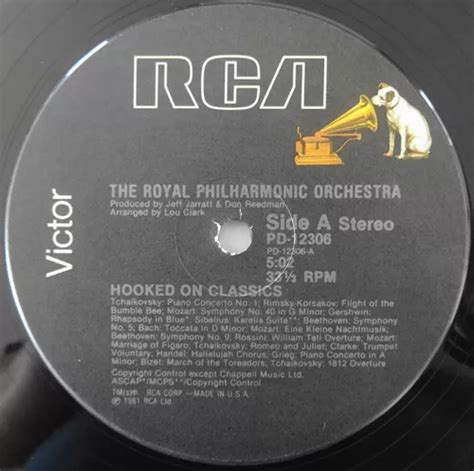 RCA
Victor
THE ROYAL PHILHARMONIC ORCHESTRA
Produced by Jeff Jarratt & Don Reedman
Arranged by Lou Clark
Side A Stereo
PD-12306
PD-12306-A
5:02
33⅓ RPM
HOOKED ON CLASSICS
Tchaikovsky: Piano Concerto No. 1; Rimsky-Korsakov: Flight of the
Bumble Bee; Mozart: Symphony No. 40 in G Minor; Gershwin:
Rhapsody in Blue*; Sibelius: Karelia Suite**; Beethoven: Symphony
No. 5; Bach: Toccata In D Minor; Mozart: Eine Kleine Nachtmusik;
Beethoven: Symphony No. 9; Rossini: William Tell Overture; Mozart:
Marriage of Figaro; Tchaikovsky: Romeo and Juliet; Clarke: Trumpet
Voluntary; Handel: Hallelujah Chorus; Grieg: Piano Concerto in A
Minor; Bizet: March of the Toreadors; Tchaikovsky: 1812 Overture
Copyright Control except Chappell Music Ltd.
ASCAP*/MCPS**/Copyright Control
TM(s)® RCA CORP — MADE IN U.S.A
℗ 1981 RCA Ltd.